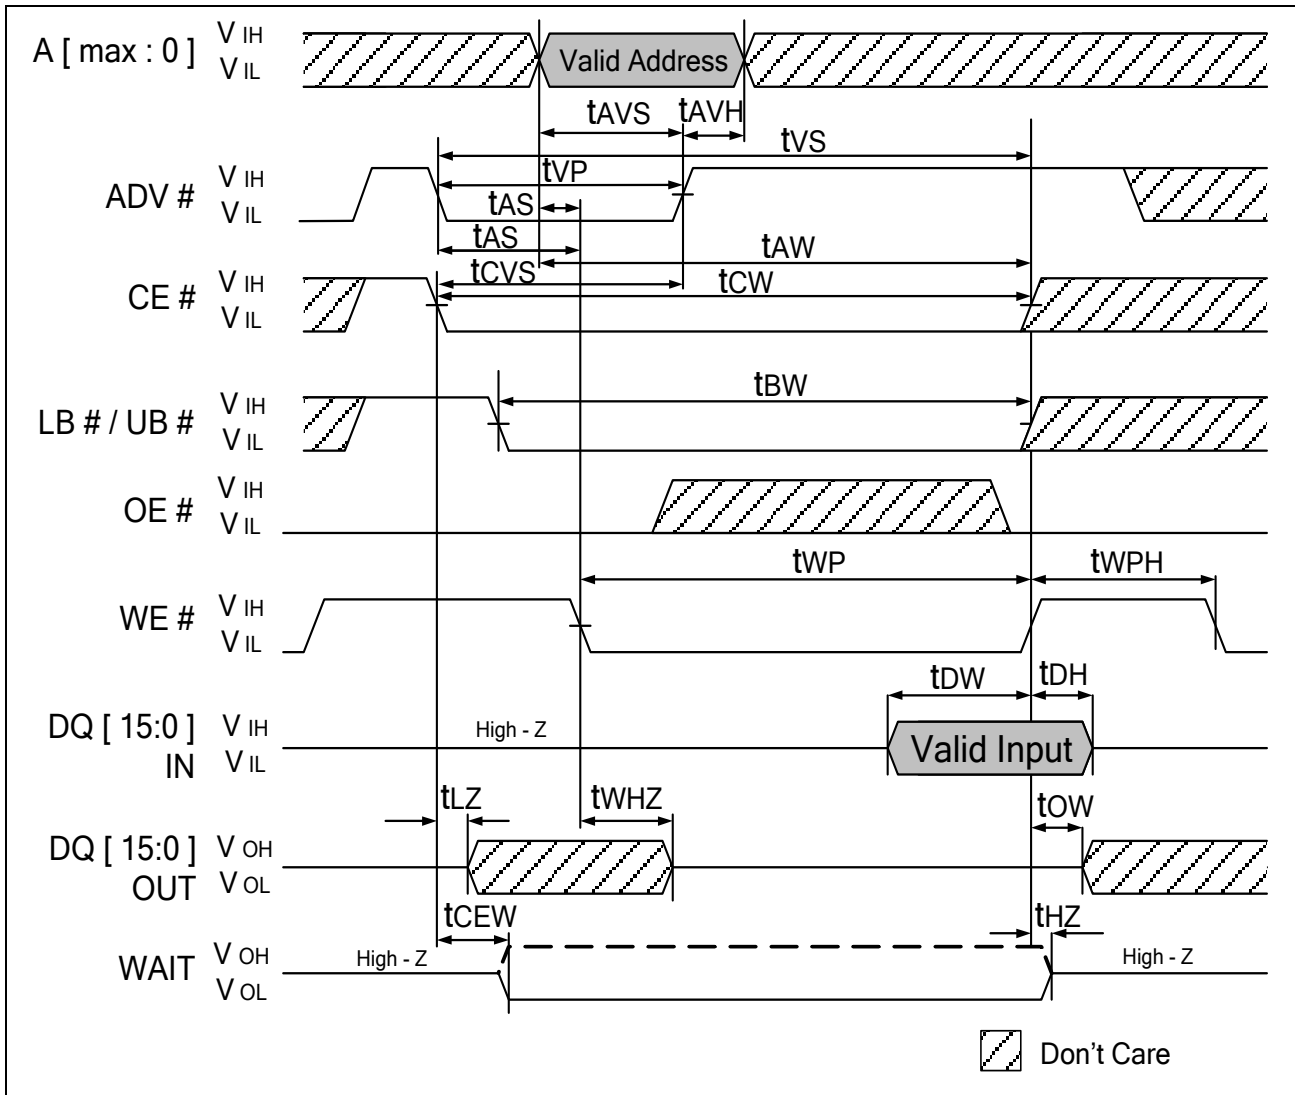 A [ max : 0 ] V IH
V IL
Valid Address
tAVS tAVH
tVS
ADV # V IH
V IL
tVP
tAS
tAS
tAW
CE # V IH
V IL
tCVS
tCW
LB # / UB # V IH
V IL
tBW
OE # V IH
V IL
tWP tWPH
WE # V IH
V IL
tDW tDH
DQ [ 15:0 ] V IH
IN V IL
High - Z
Valid Input
tLZ tWHZ tOW
DQ [ 15:0 ] V OH
OUT V OL
tCEW tHZ
WAIT V OH
V OL
High - Z High - Z
Don't Care